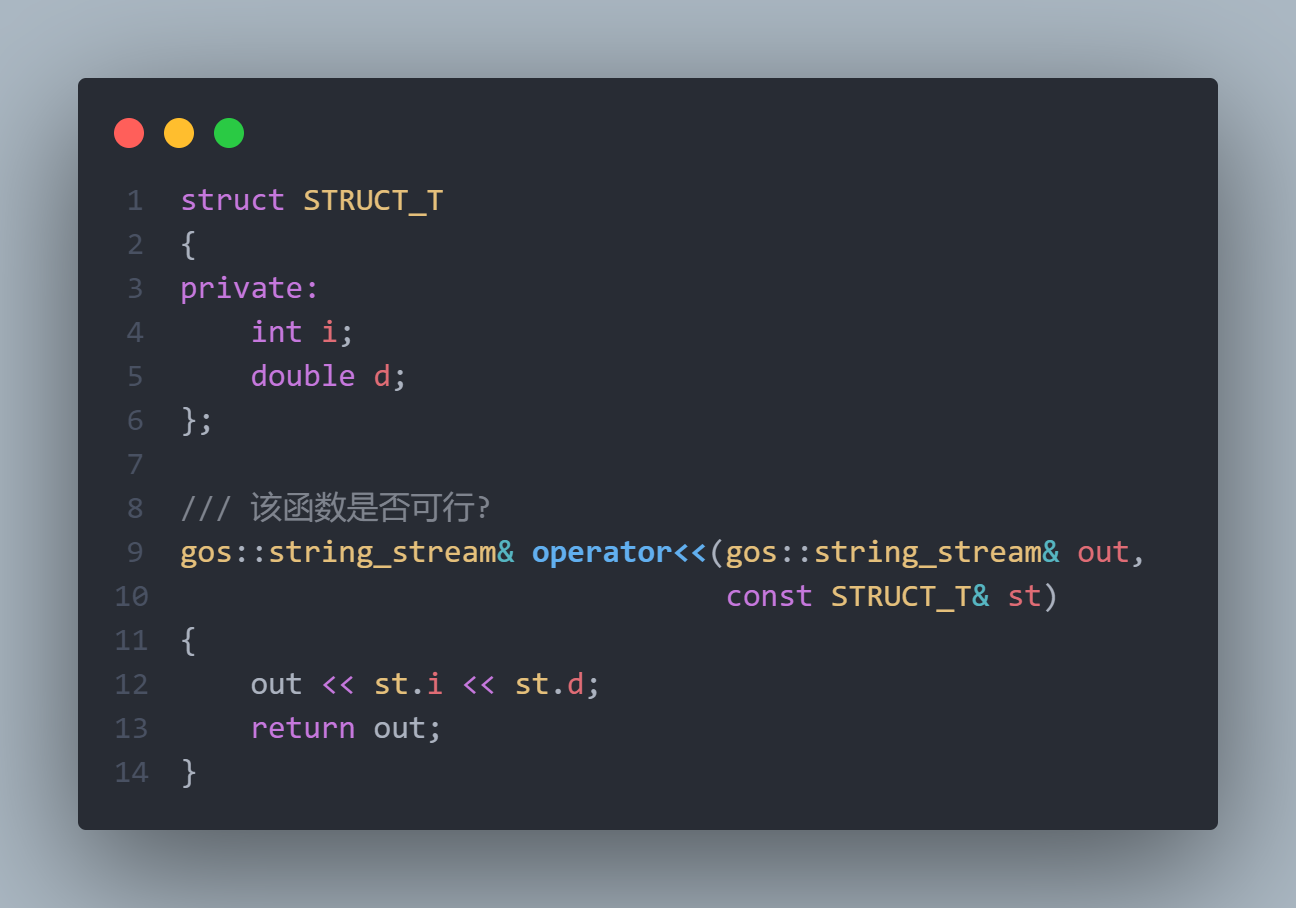 1 struct STRUCT_T
2 {
3 private:
4     int i;
5     double d;
6 };
7
8 /// 该函数是否可行?
9 gos::string_stream& operator<<(gos::string_stream& out,
10                                const STRUCT_T& st)
11 {
12     out << st.i << st.d;
13     return out;
14 }